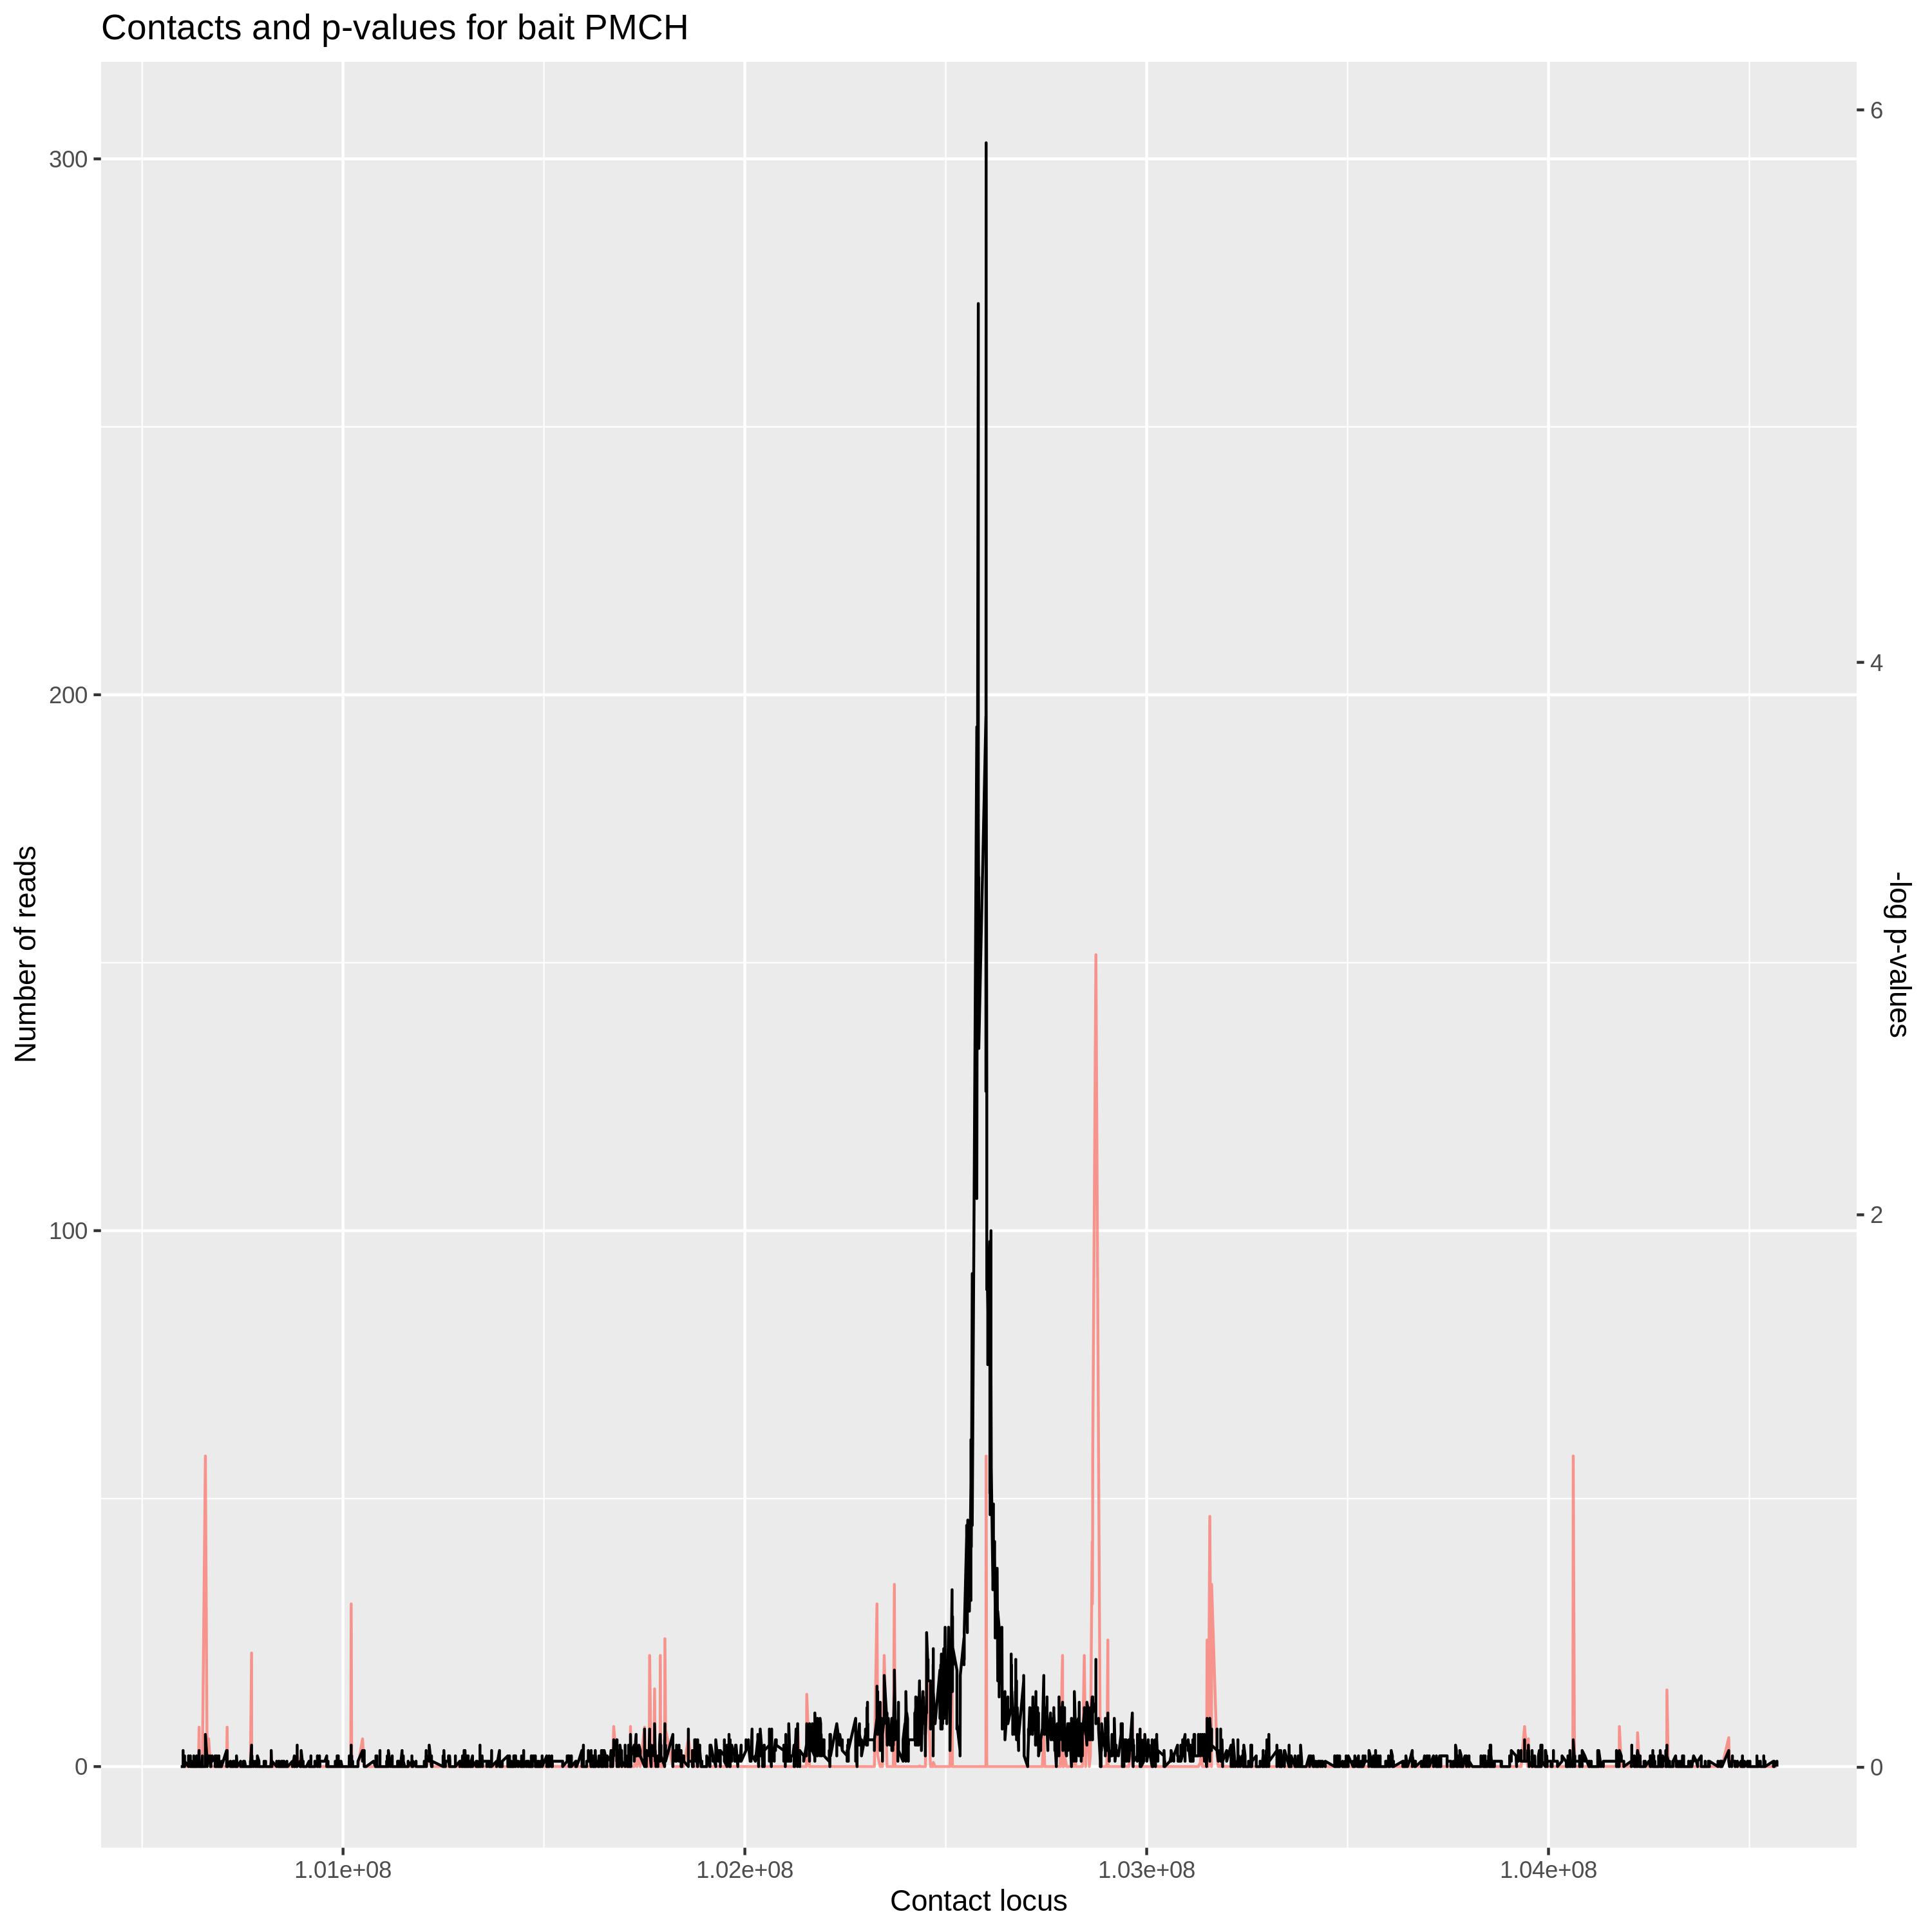 Contacts and p-values for bait PMCH
300
200
100
0
Number of reads
6
4
2
0
-log p-values
1.01e+08
1.02e+08
1.03e+08
1.04e+08
Contact locus